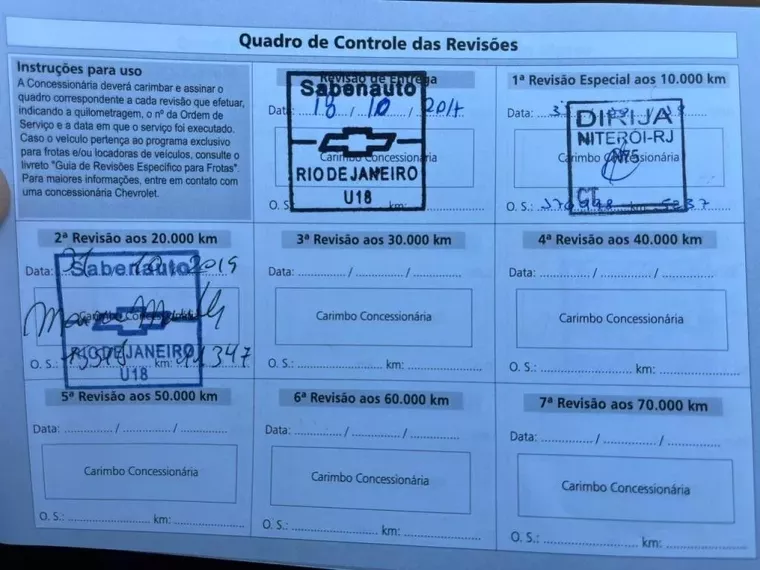 Quadro de Controle das Revisões
Instruções para uso
A Concessionária deverá carimbar e assinar o
quadro correspondente a cada revisão que efetuar,
indicando a quilometragem, o nº da Ordem de
Serviço e a data em que o serviço foi executado.
Caso o veículo pertença ao programa exclusivo
para frotas e/ou locadoras de veículos, consulte o
livreto "Guia de Revisões Específico para Frotas".
Para maiores informações, entre em contato com
uma concessionária Chevrolet.
Revisão de Entrega
Sabenauto
Data: 18 / 10 /
Carimbo Concessionária
RIO DE JANEIRO
U18
O. S.
1ª Revisão Especial aos 10.000 km
Data:
DIRIJA
NITEROI-RJ
Carimbo Concessionária
CT
O. S.: km:
2ª Revisão aos 20.000 km
Data: 2019
Sabenauto
Carimbo Concessionária
RIO DE JANEIRO
O. S.: km: 11347
U18
3ª Revisão aos 30.000 km
Data: / /
Carimbo Concessionária
O. S.: km:
4ª Revisão aos 40.000 km
Data: / /
Carimbo Concessionária
O. S.: km:
5ª Revisão aos 50.000 km
Data: / /
Carimbo Concessionária
O. S.: km:
6ª Revisão aos 60.000 km
Data: / /
Carimbo Concessionária
O. S.: km:
7ª Revisão aos 70.000 km
Data: / /
Carimbo Concessionária
O. S.: km: